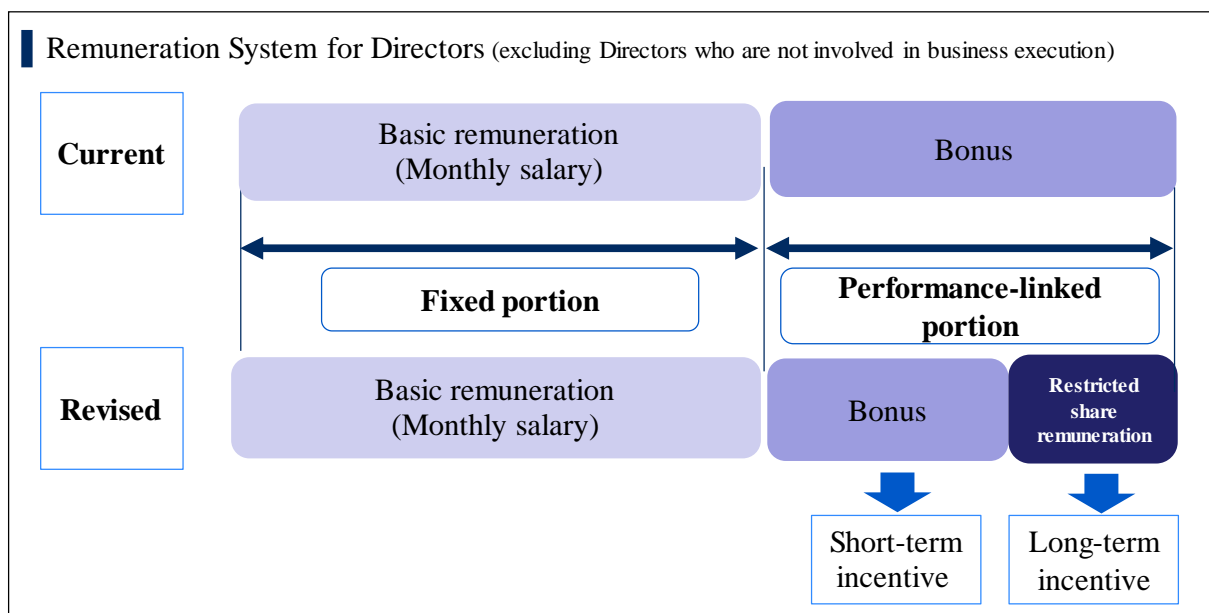 Remuneration System for Directors (excluding Directors who are not involved in business execution)
Current
Basic remuneration
(Monthly salary)
Bonus
Fixed portion
Performance-linked
portion
Revised
Basic remuneration
(Monthly salary)
Bonus
Restricted
share
remuneration
Short-term
incentive
Long-term
incentive